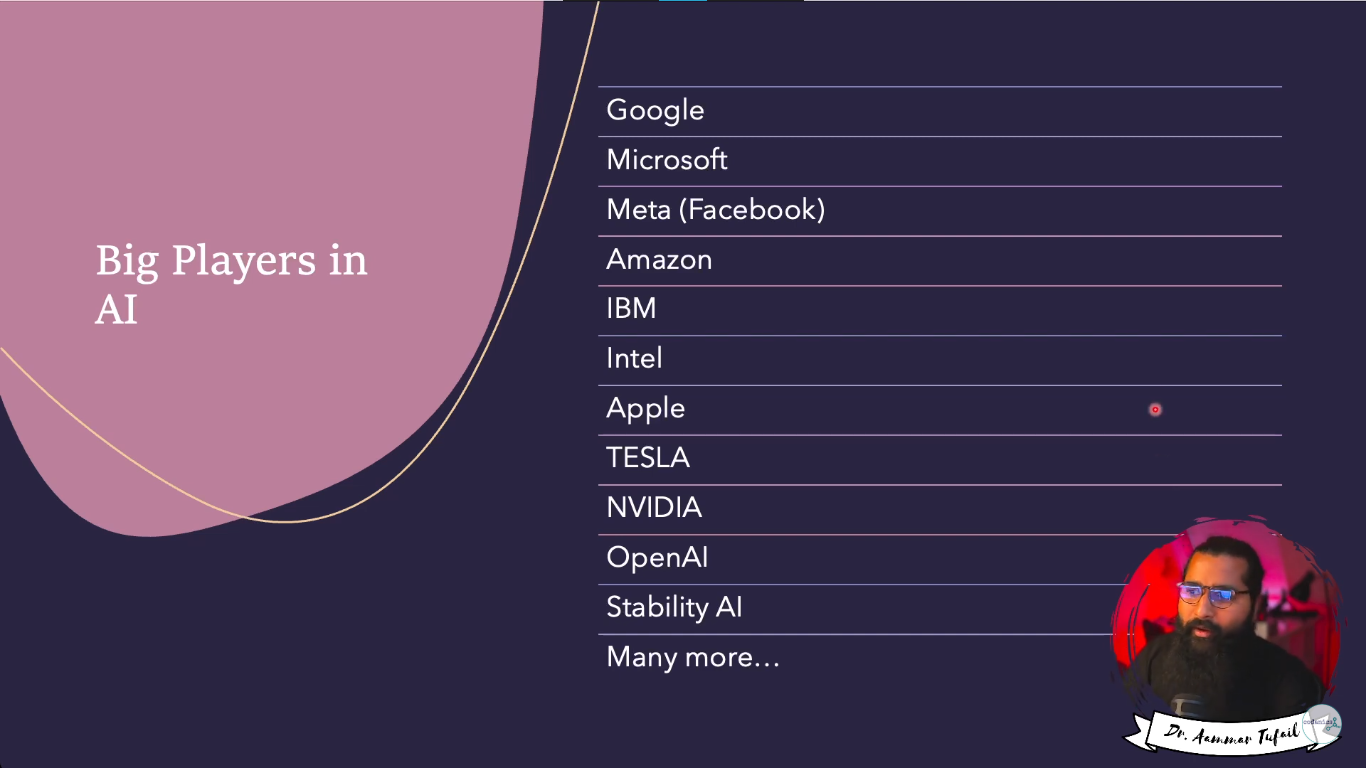 Big Players in
AI
Google
Microsoft
Meta (Facebook)
Amazon
IBM
Intel
Apple
TESLA
NVIDIA
OpenAI
Stability AI
Many more…
Dr. Aammar Tufail
codanics